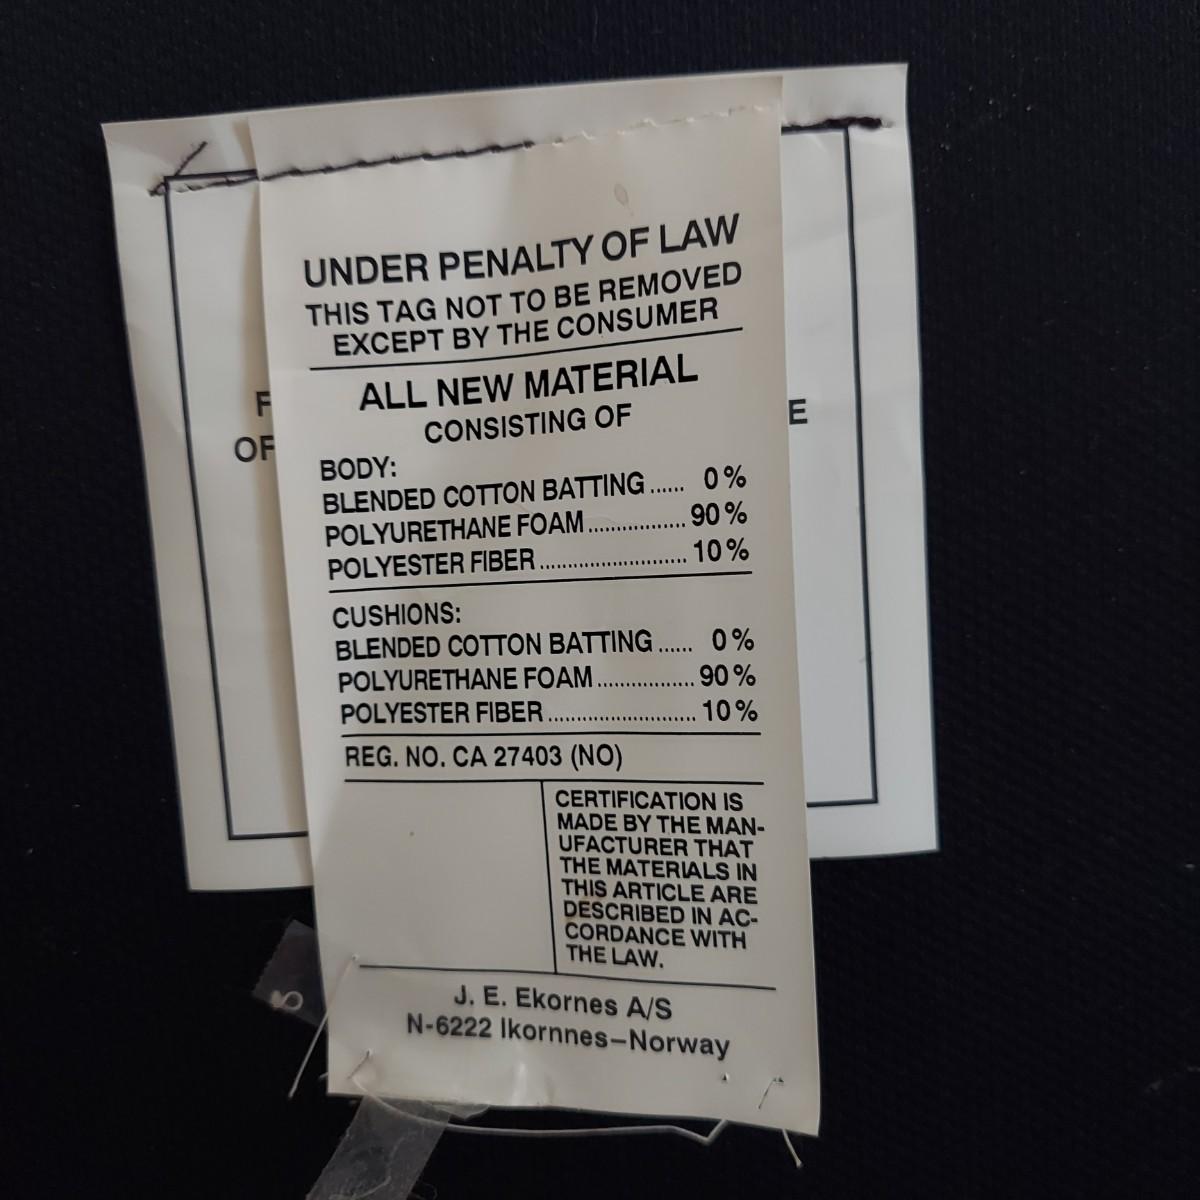 UNDER PENALTY OF LAW
THIS TAG NOT TO BE REMOVED
EXCEPT BY THE CONSUMER
ALL NEW MATERIAL
CONSISTING OF
BODY:
BLENDED COTTON BATTING ...... 0%
POLYURETHANE FOAM ................. 90%
POLYESTER FIBER .......................... 10%
CUSHIONS:
BLENDED COTTON BATTING ...... 0%
POLYURETHANE FOAM ................. 90%
POLYESTER FIBER .......................... 10%
REG. NO. CA 27403 (NO)
CERTIFICATION IS
MADE BY THE MAN-
UFACTURER THAT
THE MATERIALS IN
THIS ARTICLE ARE
DESCRIBED IN AC-
CORDANCE WITH
THE LAW.
J. E. Ekornes A/S
N-6222 Ikornnes–Norway